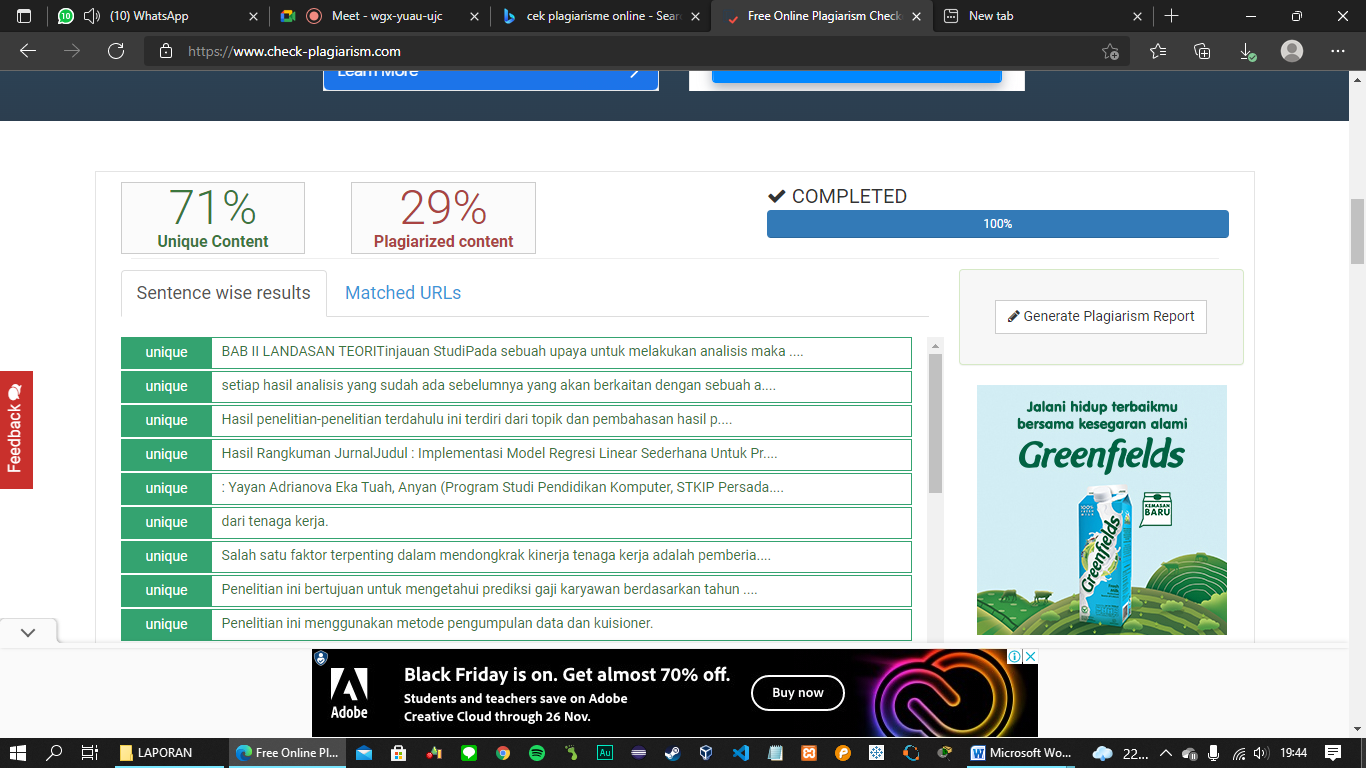 (10) WhatsApp
Meet - wgx-yuau-ujc
cek plagiarisme online - Sear
Free Online Plagiarism Check
New tab
https://www.check-plagiarism.com
Learn More
71%
Unique Content
29%
Plagiarized content
COMPLETED
100%
Sentence wise results
Matched URLs
Generate Plagiarism Report
unique BAB II LANDASAN TEORITinjauan StudiPada sebuah upaya untuk melakukan analisis maka ....
unique setiap hasil analisis yang sudah ada sebelumnya yang akan berkaitan dengan sebuah a....
unique Hasil penelitian-penelitian terdahulu ini terdiri dari topik dan pembahasan hasil p....
unique Hasil Rangkuman JurnalJudul : Implementasi Model Regresi Linear Sederhana Untuk Pr....
unique : Yayan Adrianova Eka Tuah, Anyan (Program Studi Pendidikan Komputer, STKIP Persada....
unique dari tenaga kerja.
unique Salah satu faktor terpenting dalam mendongkrak kinerja tenaga kerja adalah pemberia....
unique Penelitian ini bertujuan untuk mengetahui prediksi gaji karyawan berdasarkan tahun ....
unique Penelitian ini menggunakan metode pengumpulan data dan kuisioner.
Feedback
Jalani hidup terbaikmu
bersama kesegaran alami
Greenfields
KEMASAN
BARU
Greenfields
Adobe
Black Friday is on. Get almost 70% off.
Students and teachers save on Adobe
Creative Cloud through 26 Nov.
Buy now
LAPORAN
Free Online Pl...
Microsoft Wo...
22...
19:44